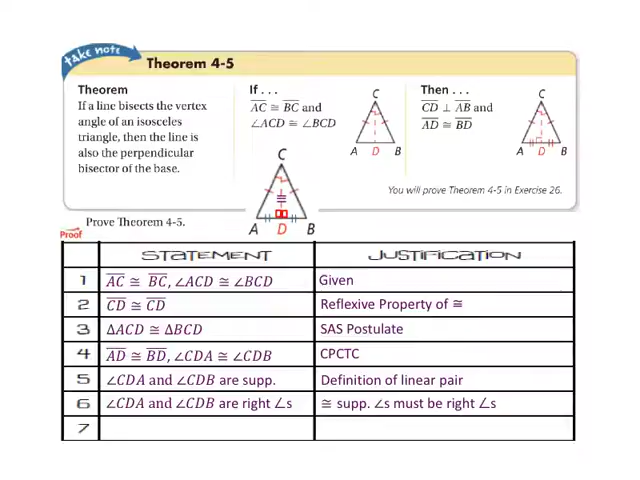 take note
Theorem 4-5
Theorem
If a line bisects the vertex
angle of an isosceles
triangle, then the line is
also the perpendicular
bisector of the base.
If . . .
AC ≅ BC and
∠ACD ≅ ∠BCD
C
A D B
Then . . .
CD ⊥ AB and
AD ≅ BD
C
A D B
C
A D B
You will prove Theorem 4-5 in Exercise 26.
Prove Theorem 4-5.
Proof
STATEMENT JUSTIFICATION
1 AC ≅ BC, ∠ACD ≅ ∠BCD Given
2 CD ≅ CD Reflexive Property of ≅
3 ΔACD ≅ ΔBCD SAS Postulate
4 AD ≅ BD, ∠CDA ≅ ∠CDB CPCTC
5 ∠CDA and ∠CDB are supp. Definition of linear pair
6 ∠CDA and ∠CDB are right ∠s ≅ supp. ∠s must be right ∠s
7